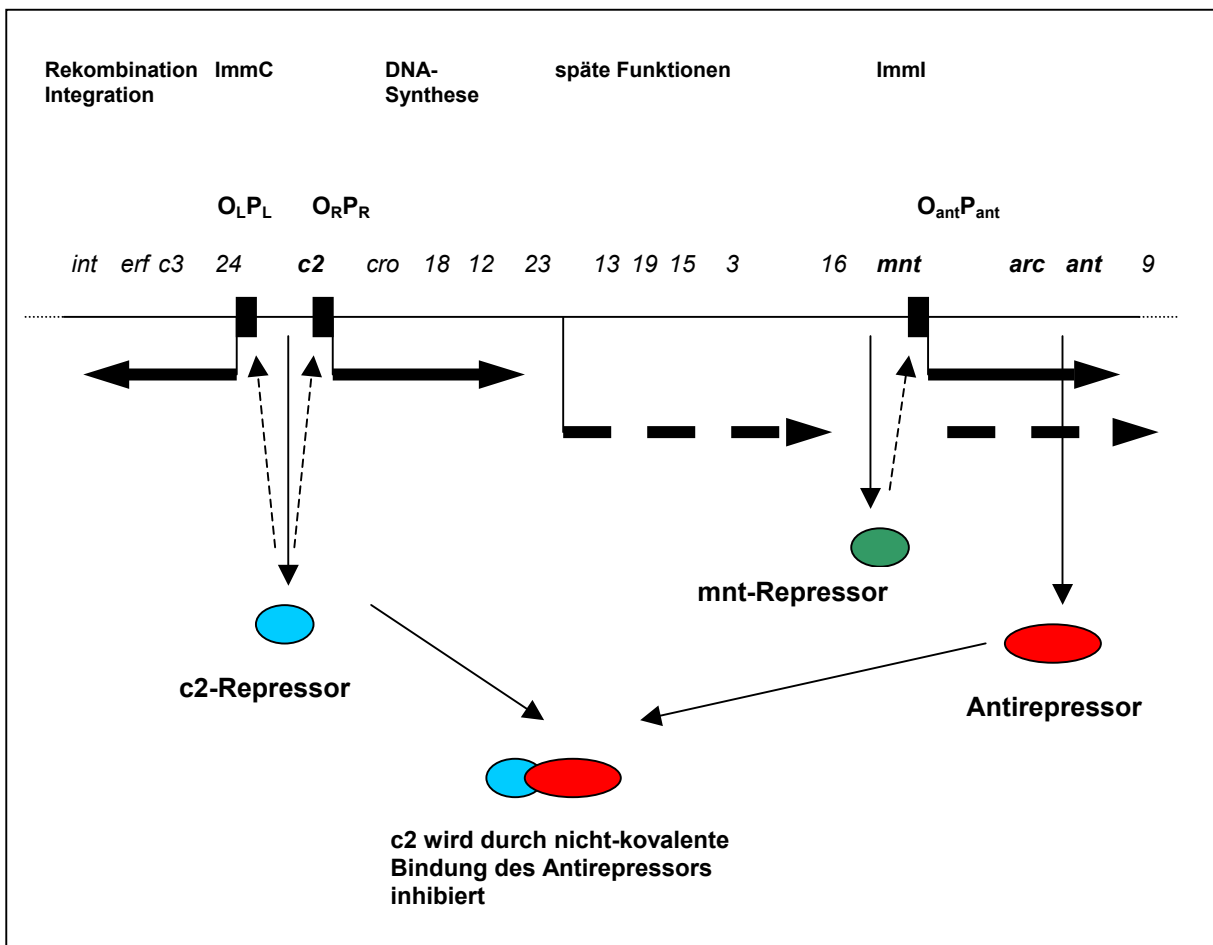 Rekombination ImmC DNA- späte Funktionen ImmI
Integration Synthese
OLPL ORPR OantPant
int erf c3 24 c2 cro 18 12 23 13 19 15 3 16 mnt arc ant 9
mnt-Repressor
c2-Repressor
Antirepressor
c2 wird durch nicht-kovalente
Bindung des Antirepressors
inhibiert